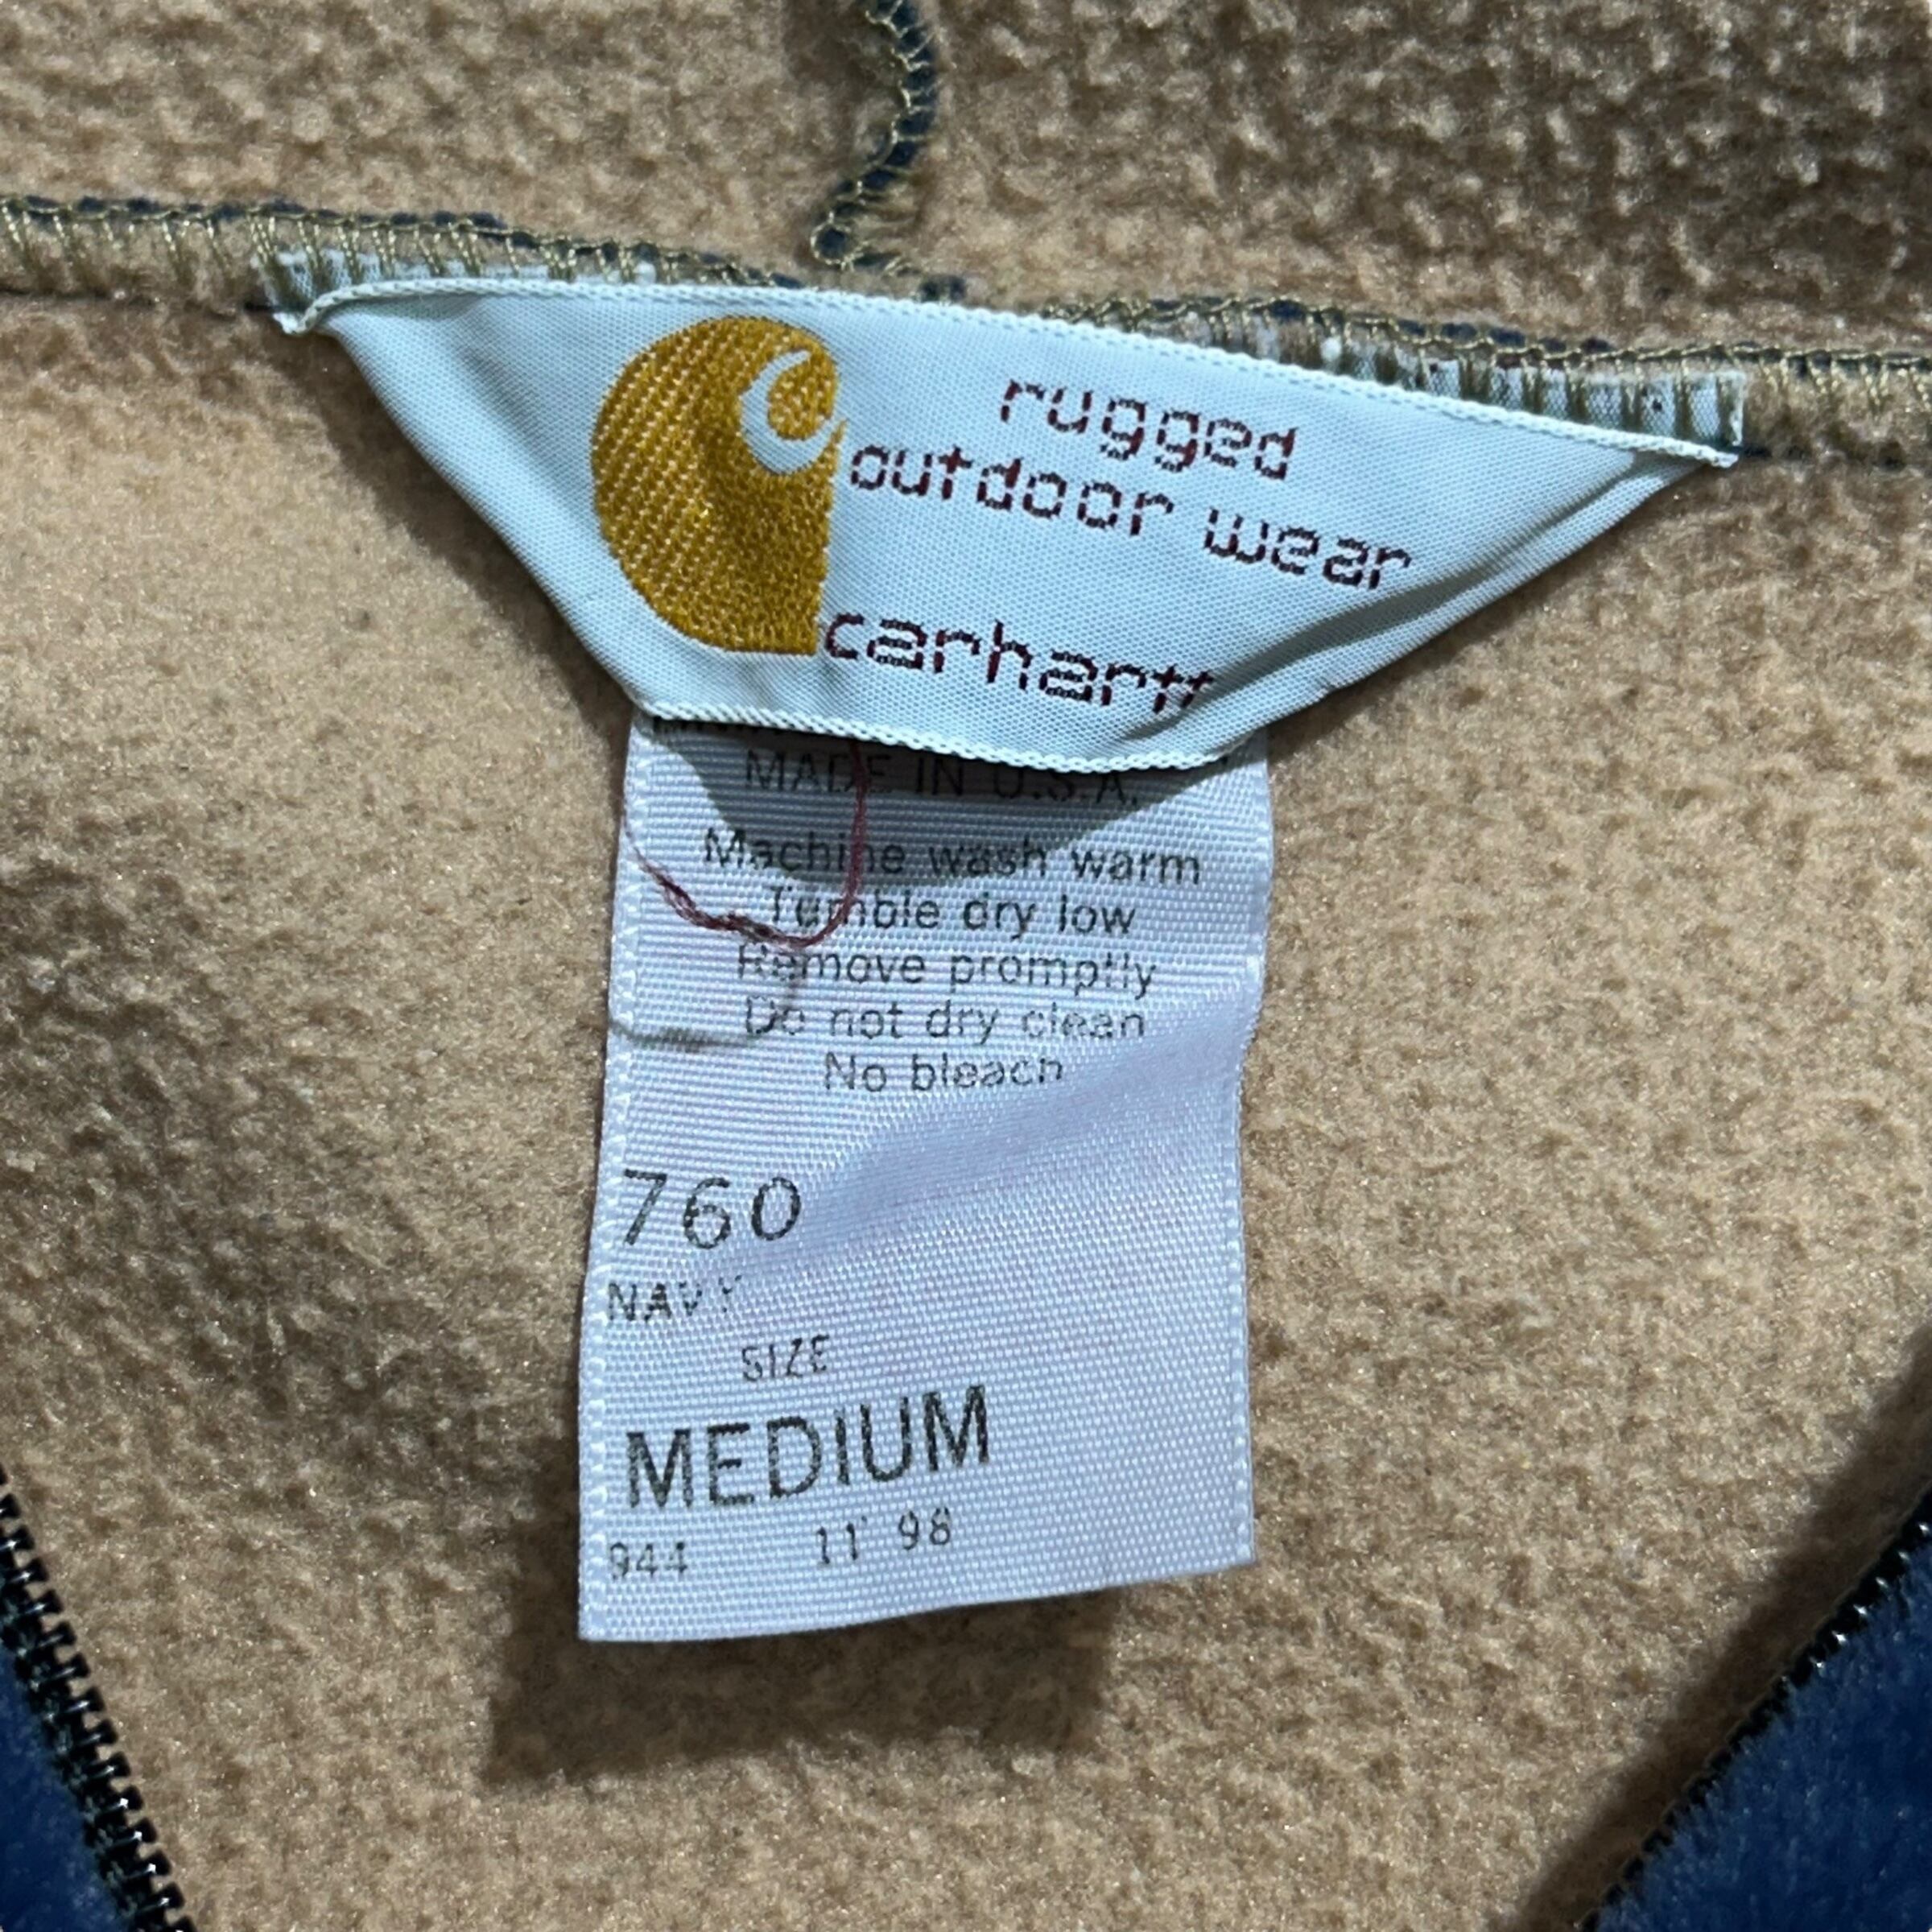 rugged
outdoor wear
carhartt
MADE IN U.S.A.
Machine wash warm
Tumble dry low
Remove promptly
Do not dry clean
No bleach
760
NAVY
SIZE
MEDIUM
944 11 98